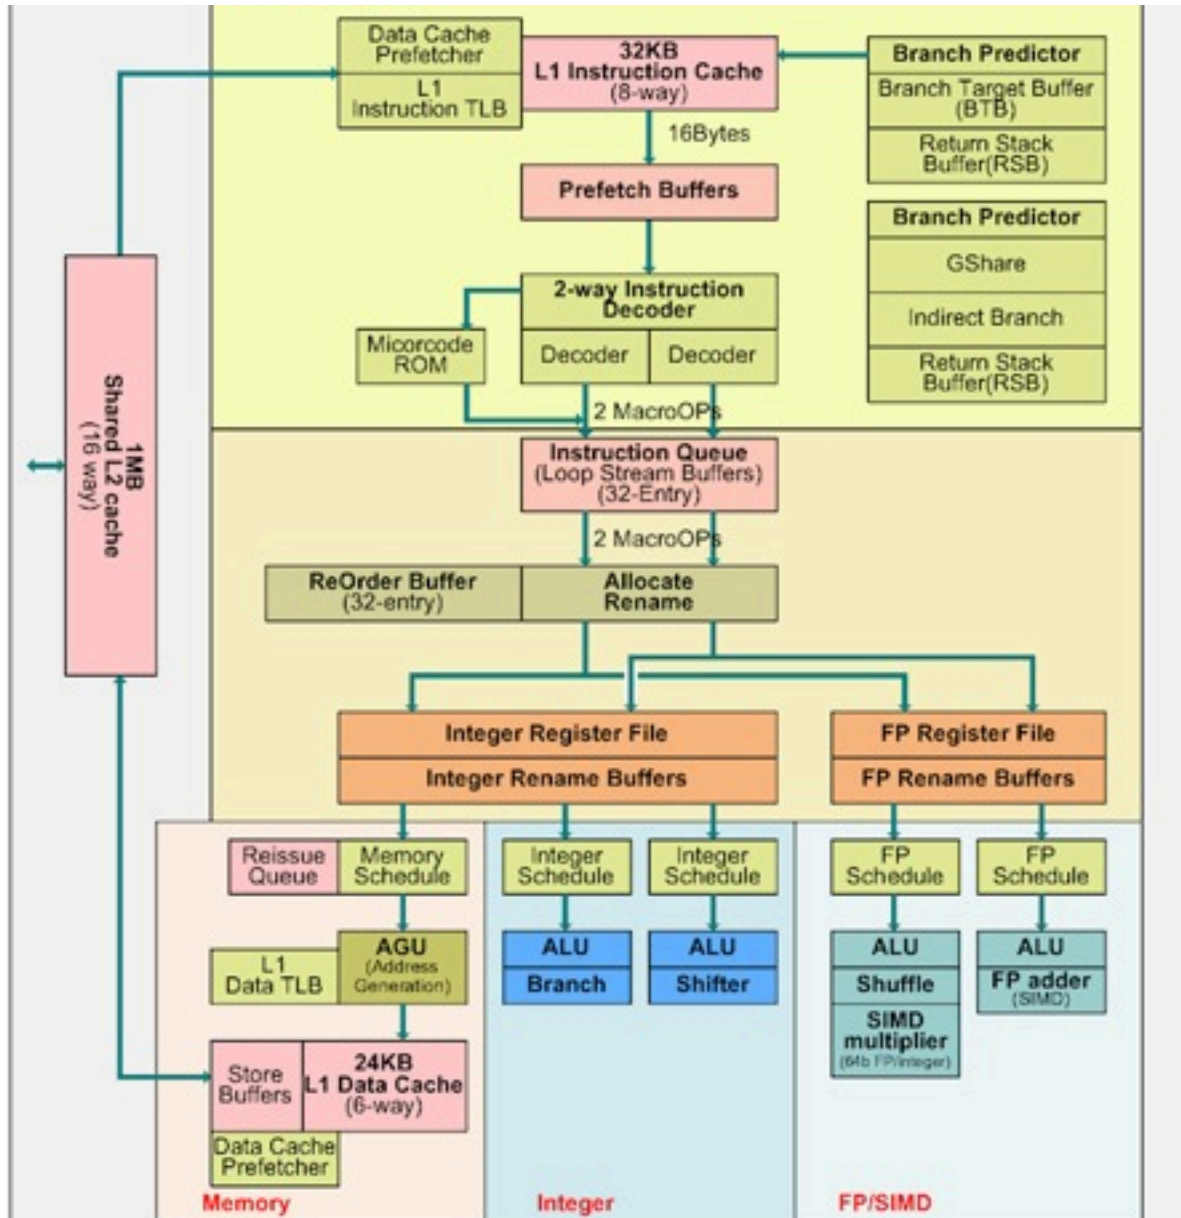 Data Cache
Prefetcher
L1
Instruction TLB
32KB
L1 Instruction Cache
(8-way)
Branch Predictor
Branch Target Buffer
(BTB)
Return Stack
Buffer(RSB)
16Bytes
Prefetch Buffers
Branch Predictor
GShare
Indirect Branch
Return Stack
Buffer(RSB)
2-way Instruction
Decoder
Decoder
Decoder
Micorcode
ROM
2 MacroOPs
1MB
Shared L2 cache
(16 way)
Instruction Queue
(Loop Stream Buffers)
(32-Entry)
2 MacroOPs
ReOrder Buffer
(32-entry)
Allocate
Rename
Integer Register File
Integer Rename Buffers
FP Register File
FP Rename Buffers
Reissue
Queue
Memory
Schedule
Integer
Schedule
Integer
Schedule
FP
Schedule
FP
Schedule
L1
Data TLB
AGU
(Address
Generation)
ALU
Branch
ALU
Shifter
ALU
Shuffle
SIMD
multiplier
(64b FP/integer)
ALU
FP adder
(SIMD)
Store
Buffers
24KB
L1 Data Cache
(6-way)
Data Cache
Prefetcher
Memory
Integer
FP/SIMD